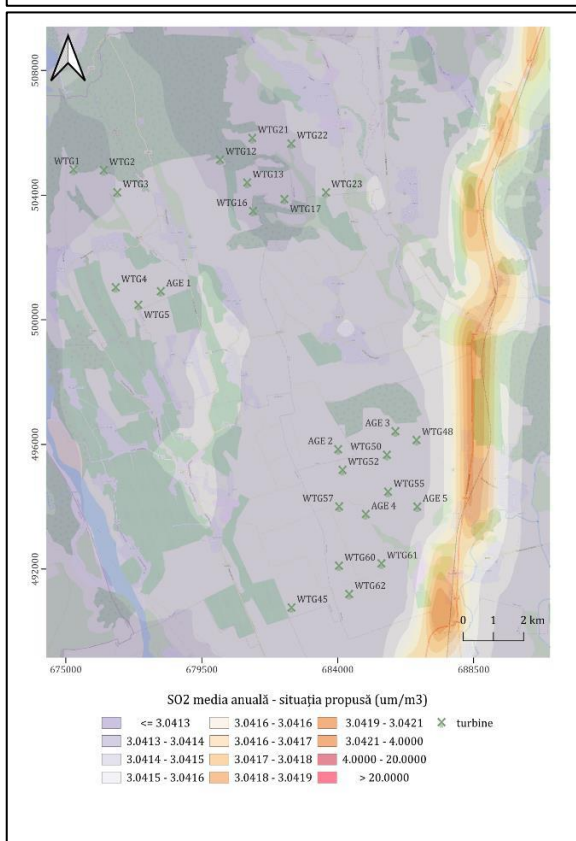 508000
WTG21
WTG22
WTG12
WTG1
WTG2
WTG13
WTG3
504000
WTG23
WTG16
WTG17
WTG4
AGE 1
WTG5
500000
AGE 3
WTG48
496000
AGE 2
WTG50
WTG52
WTG55
WTG57
AGE 4
AGE 5
WTG60
WTG61
492000
WTG62
WTG45
0 1 2 km
675000 679500 684000 688500
SO2 media anuală - situația propusă (um/m3)
<= 3.0413 3.0416 - 3.0416 3.0419 - 3.0421 turbine
3.0413 - 3.0414 3.0416 - 3.0417 3.0421 - 4.0000
3.0414 - 3.0415 3.0417 - 3.0418 4.0000 - 20.0000
3.0415 - 3.0416 3.0418 - 3.0419 > 20.0000